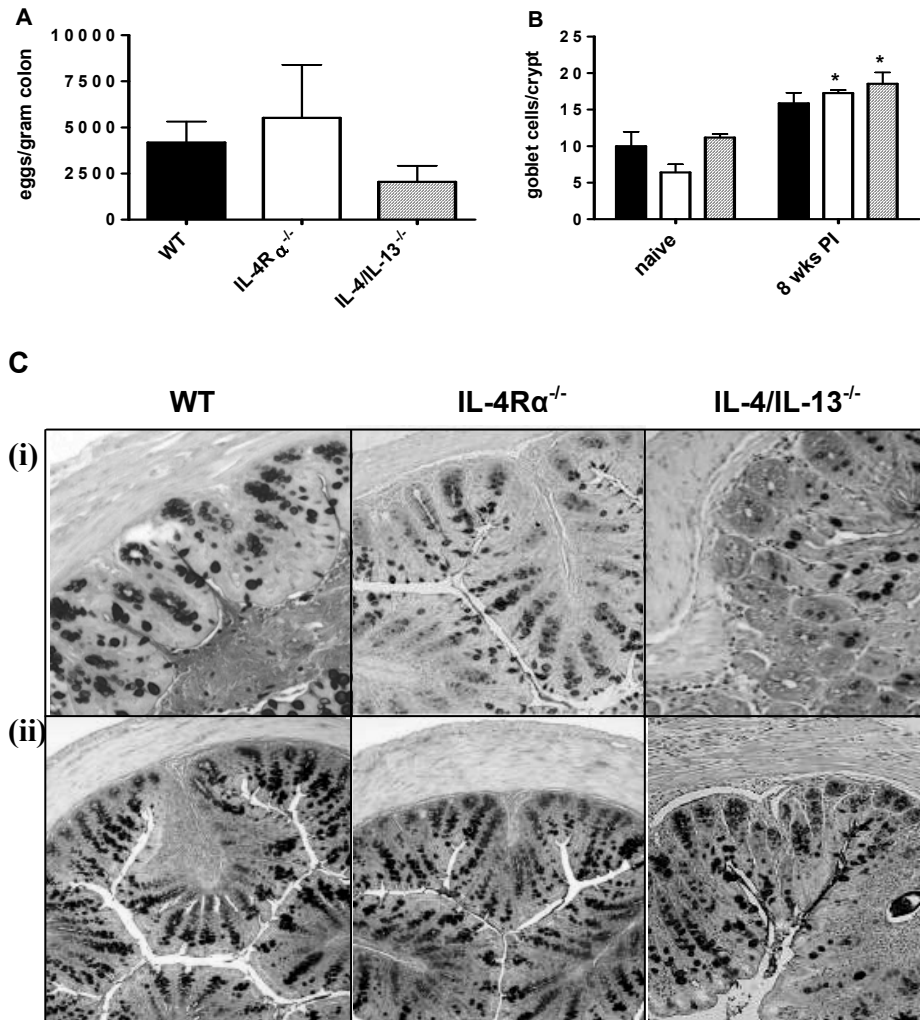 A
eggs/gram colon
10000
7500
5000
2500
0
WT
IL-4Rα-/-
IL-4/IL-13-/-
B
goblet cells/crypt
25
20
15
10
5
0
* *
naive
8 wks PI
C
WT IL-4Rα-/- IL-4/IL-13-/-
(i)
(ii)